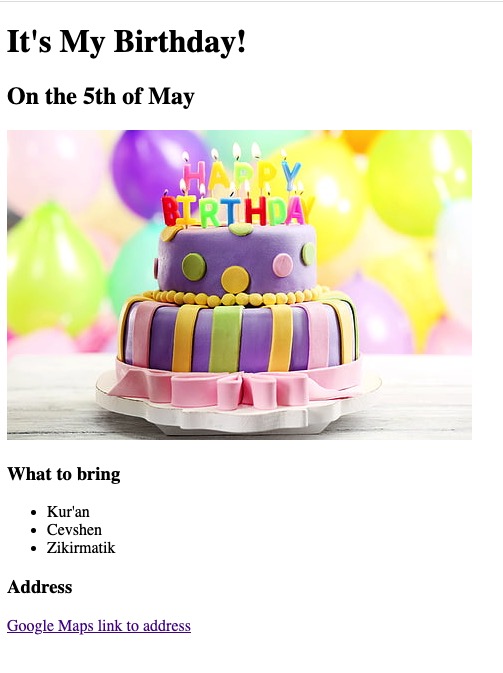 It's My Birthday!
On the 5th of May
HAPPY
BIRTHDAY
What to bring
Kur'an
Cevshen
Zikirmatik
Address
Google Maps link to address